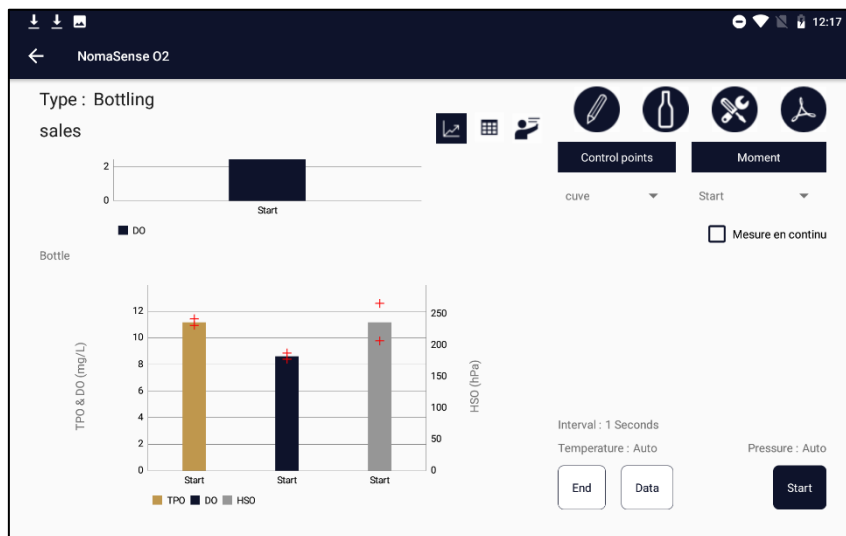 12:17
NomaSense O2
Type : Bottling
sales
Control points
Moment
cuve
Start
Mesure en continu
2
0
Start
DO
Bottle
TPO & DO (mg/L)
12
10
8
6
4
2
0
250
200
150
100
50
0
HSO (hPa)
Start
Start
Start
TPO DO HSO
Interval : 1 Seconds
Temperature : Auto
Pressure : Auto
End
Data
Start